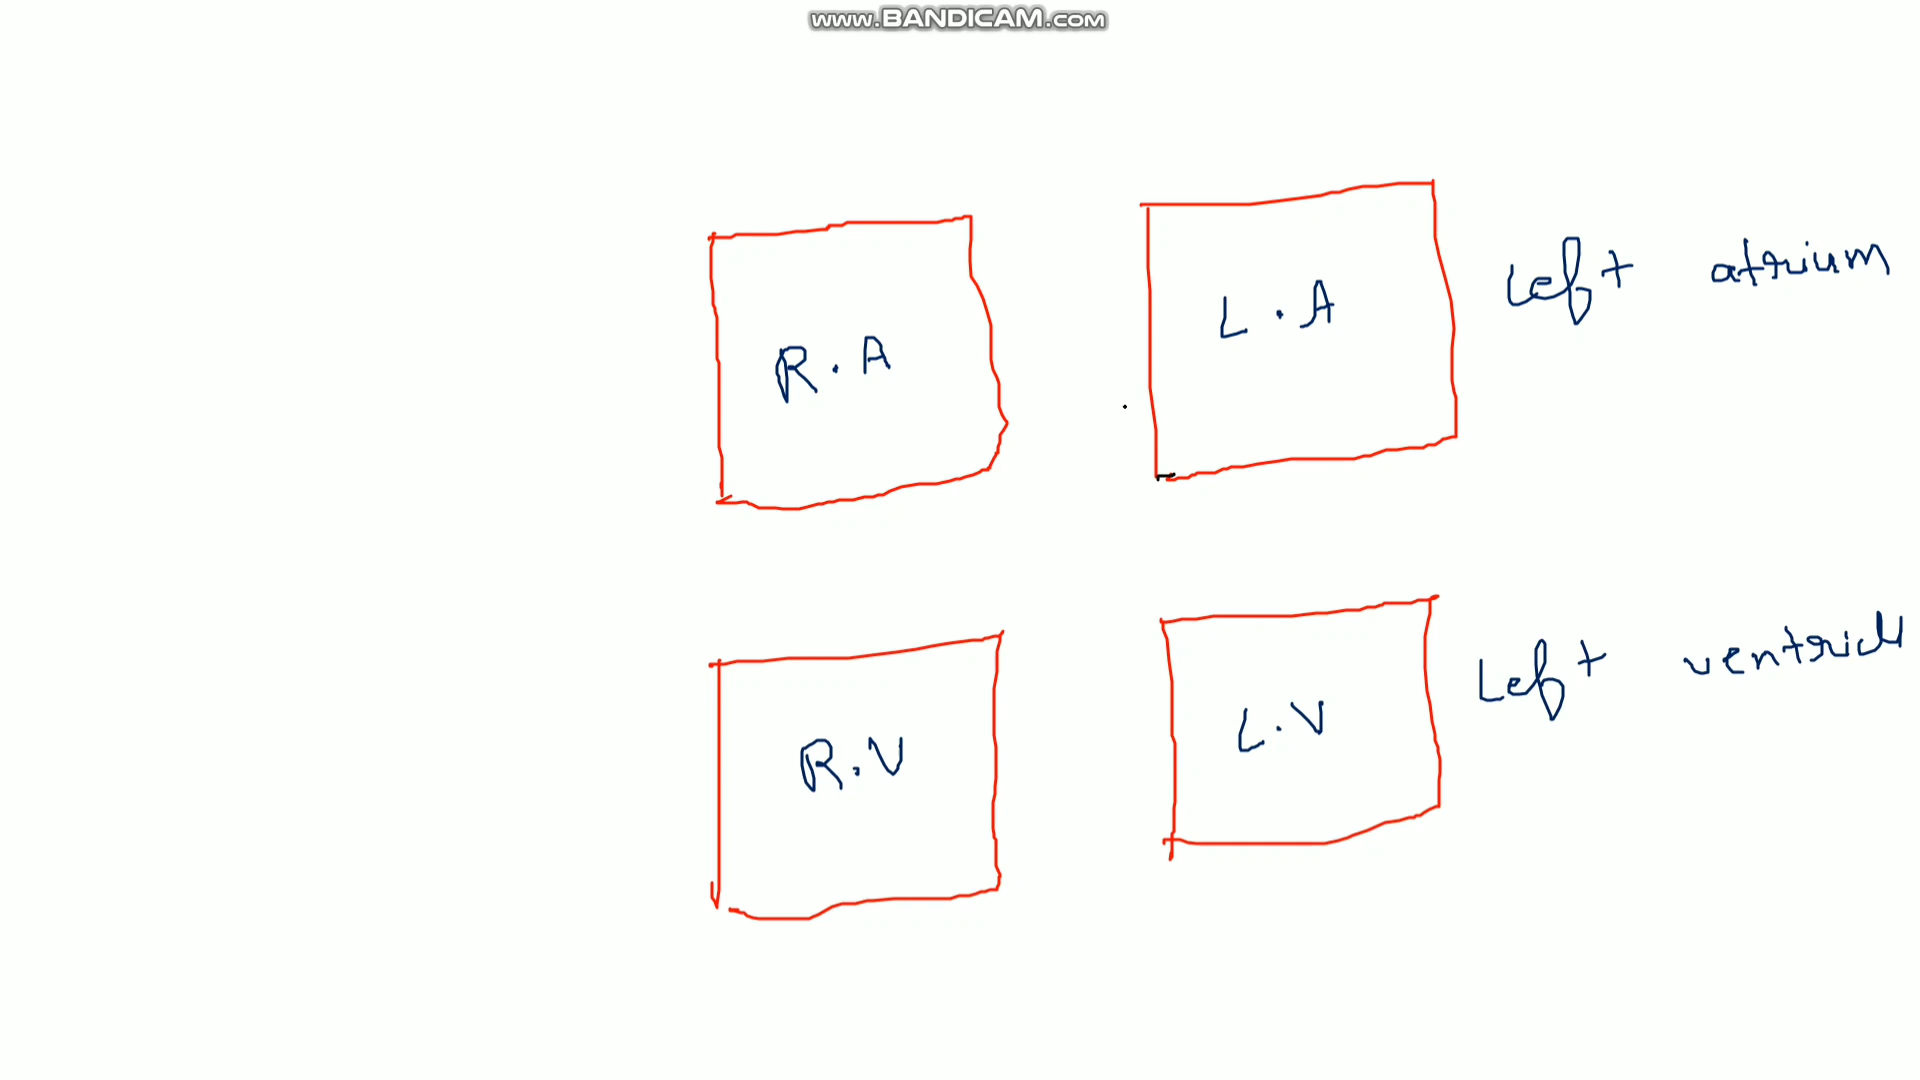 www.BANDICAM.com
L.A
Left atrium
R.A
L.V
Left ventricle
R.V